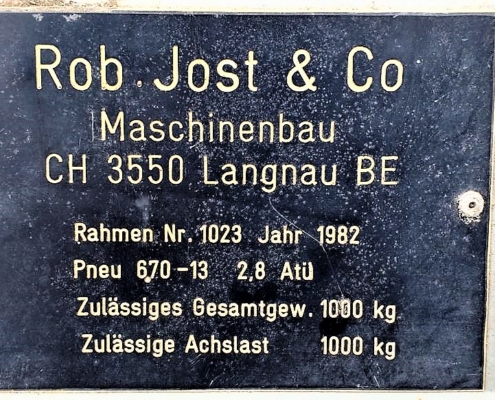 Rob. Jost & Co
Maschinenbau
CH 3550 Langnau BE
Rahmen Nr. 1023 Jahr 1982
Pneu 670-13 2,8 Atü
Zulässiges Gesamtgew. 1000 kg
Zulässige Achslast 1000 kg